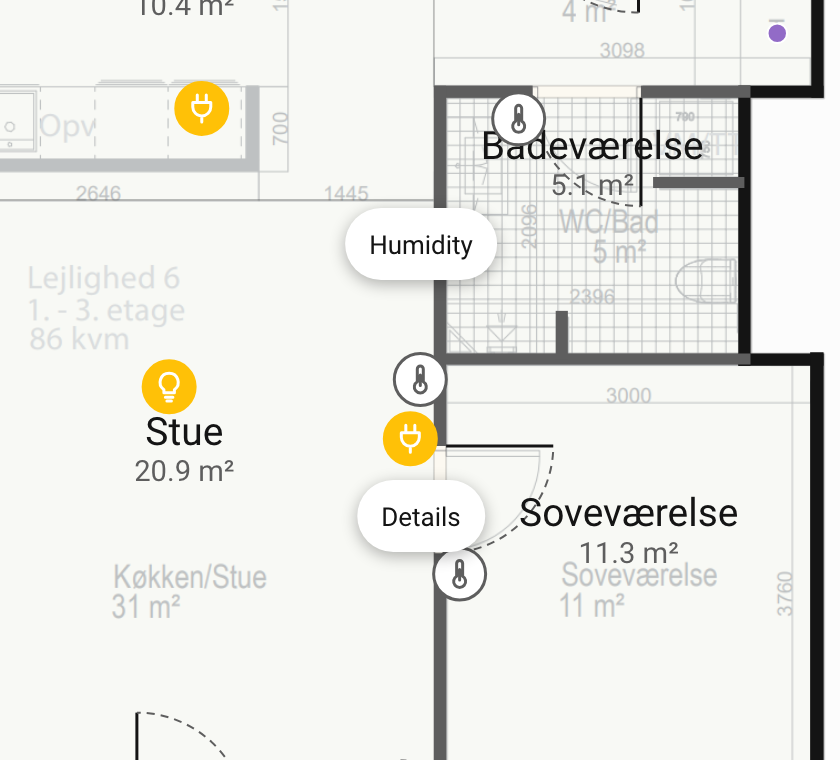 10.4 m²
4 m²
3098
Opv
700
700
Badeværelse
5.1 m²
2646
1445
2096
WC/Bad
5 m²
Humidity
2396
Lejlighed 6
1. - 3. etage
86 kvm
3000
Stue
20.9 m²
Details
Soveværelse
11.3 m²
Køkken/Stue
31 m²
Soveværelse
11 m²
3760